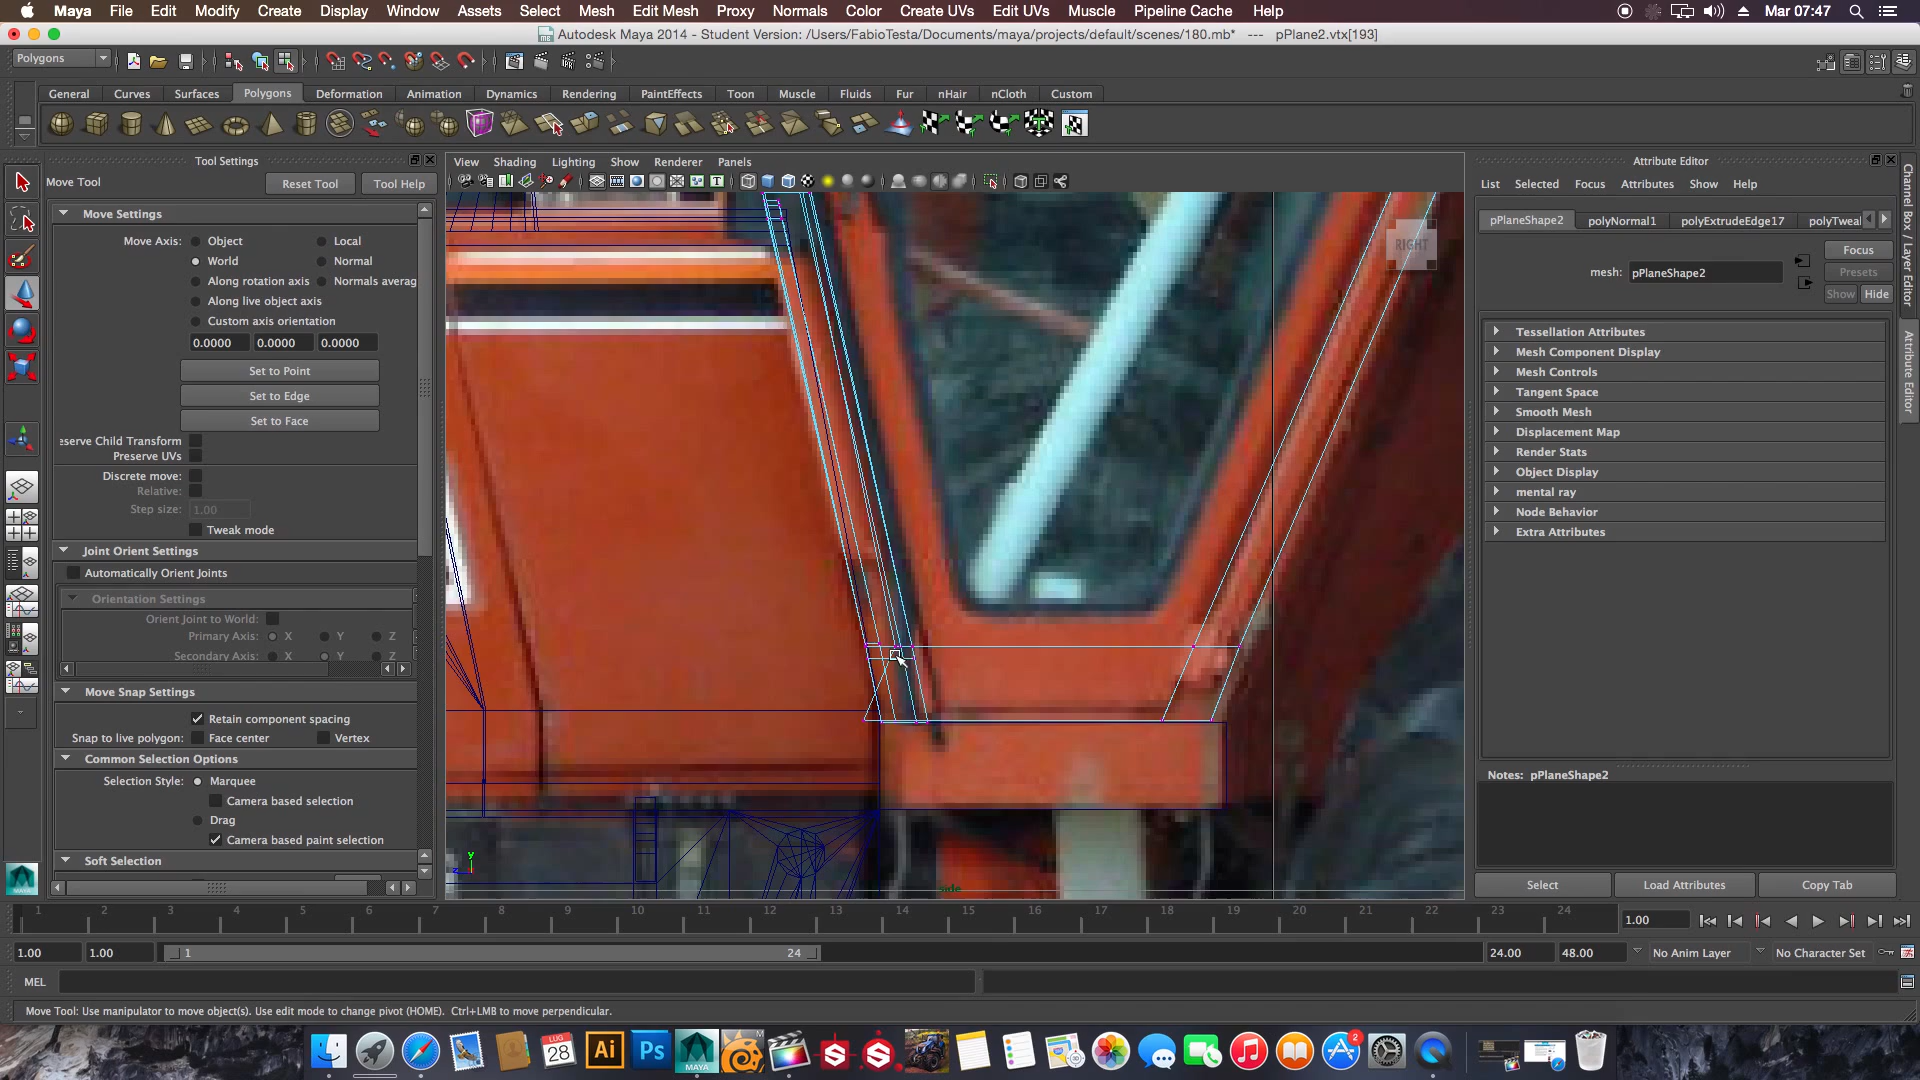 Maya File Edit Modify Create Display Window Assets Select Mesh Edit Mesh Proxy Normals Color Create UVs Edit UVs Muscle Pipeline Cache Help Mar 07:47
Autodesk Maya 2014 - Student Version: /Users/FabioTesta/Documents/maya/projects/default/scenes/180.mb* --- pPlane2.vtx[193]
Polygons
General Curves Surfaces Polygons Deformation Animation Dynamics Rendering PaintEffects Toon Muscle Fluids Fur nHair nCloth Custom
Tool Settings
Move Tool Reset Tool Tool Help
Move Settings
Move Axis: Object Local
World Normal
Along rotation axis Normals averag
Along live object axis
Custom axis orientation
0.0000 0.0000 0.0000
Set to Point
Set to Edge
Set to Face
eserve Child Transform
Preserve UVs
Discrete move:
Relative:
Step size: 1.00
Tweak mode
Joint Orient Settings
Automatically Orient Joints
Orientation Settings
Orient Joint to World:
Primary Axis: X Y Z
Secondary Axis: X Y Z
Move Snap Settings
Retain component spacing
Snap to live polygon: Face center Vertex
Common Selection Options
Selection Style: Marquee
Camera based selection
Drag
Camera based paint selection
Soft Selection
View Shading Lighting Show Renderer Panels
RIGHT
y
z
side
Attribute Editor
List Selected Focus Attributes Show Help
pPlaneShape2 polyNormal1 polyExtrudeEdge17 polyTweal
Focus
mesh: pPlaneShape2 Presets
Show Hide
Tessellation Attributes
Mesh Component Display
Mesh Controls
Tangent Space
Smooth Mesh
Displacement Map
Render Stats
Object Display
mental ray
Node Behavior
Extra Attributes
Notes: pPlaneShape2
Select Load Attributes Copy Tab
Channel Box / Layer Editor
Attribute Editor
1 2 3 4 5 6 7 8 9 10 11 12 13 14 15 16 17 18 19 20 21 22 23 24 1.00
1.00 1.00 1 24 24.00 48.00 No Anim Layer No Character Set
MEL
Move Tool: Use manipulator to move object(s). Use edit mode to change pivot (HOME). Ctrl+LMB to move perpendicular.
LUG
28
Ai Ps MAYA 2